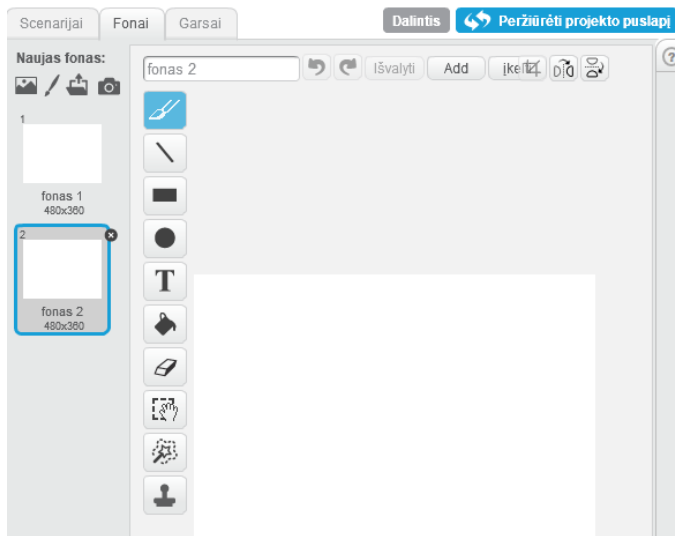 Scenarijai Fonai Garsai Dalintis Peržiūrėti projekto puslapį
Naujas fonas:
fonas 2 Išvalyti Add
1
fonas 1
480x360
2
fonas 2
480x360
T